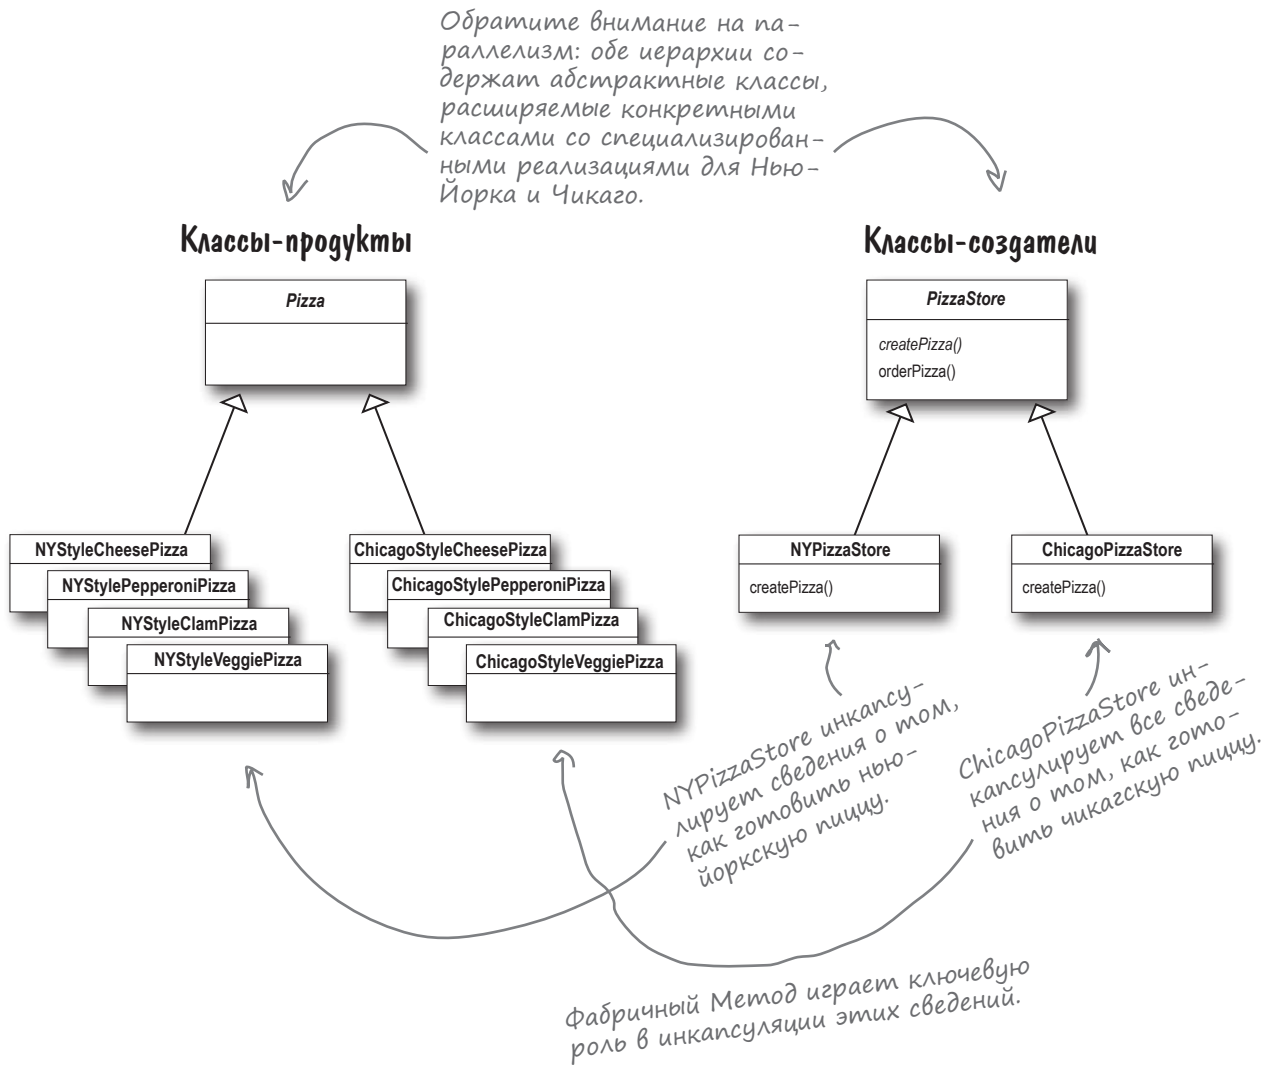 Обратите внимание на па-
раллелизм: обе иерархии со-
держат абстрактные классы,
расширяемые конкретными
классами со специализирован-
ными реализациями для Нью-
Йорка и Чикаго.
Классы-продукты
Pizza
NYStyleCheesePizza
NYStylePepperoniPizza
NYStyleClamPizza
NYStyleVeggiePizza
ChicagoStyleCheesePizza
ChicagoStylePepperoniPizza
ChicagoStyleClamPizza
ChicagoStyleVeggiePizza
Классы-создатели
PizzaStore
createPizza()
orderPizza()
NYPizzaStore
createPizza()
ChicagoPizzaStore
createPizza()
NYPizzaStore инкапсу-
лирует сведения о том,
как готовить нью-
йоркскую пиццу.
ChicagoPizzaStore ин-
капсулирует все сведе-
ния о том, как гото-
вить чикагскую пиццу.
Фабричный Метод играет ключевую
роль в инкапсуляции этих сведений.